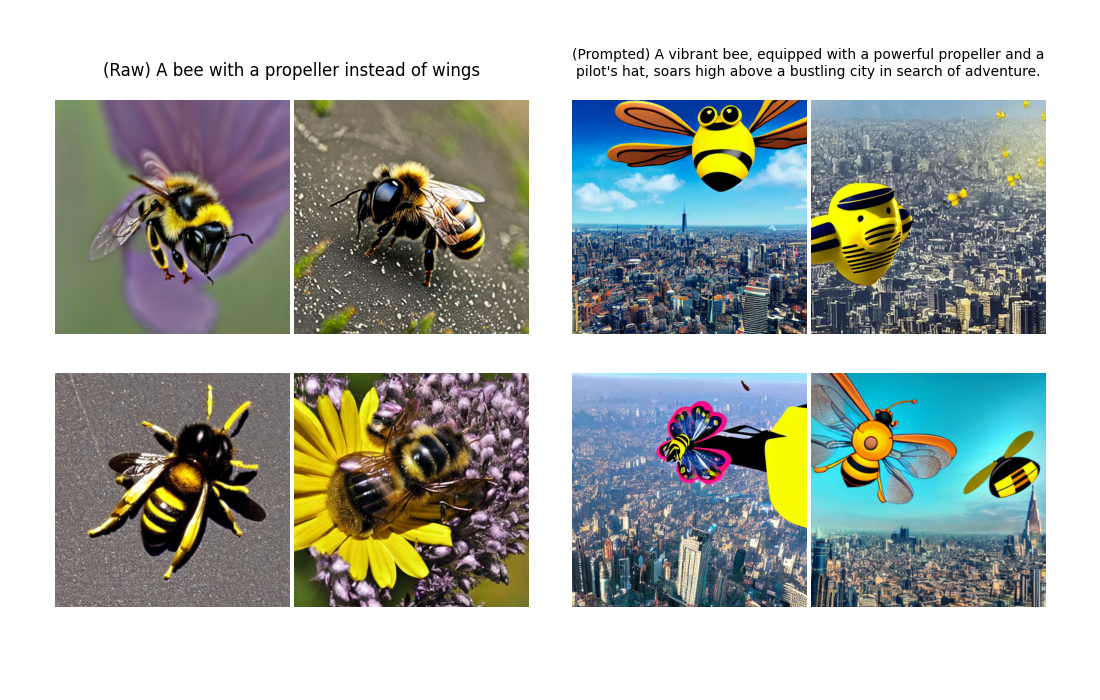 (Raw) A bee with a propeller instead of wings
(Prompted) A vibrant bee, equipped with a powerful propeller and a
pilot's hat, soars high above a bustling city in search of adventure.